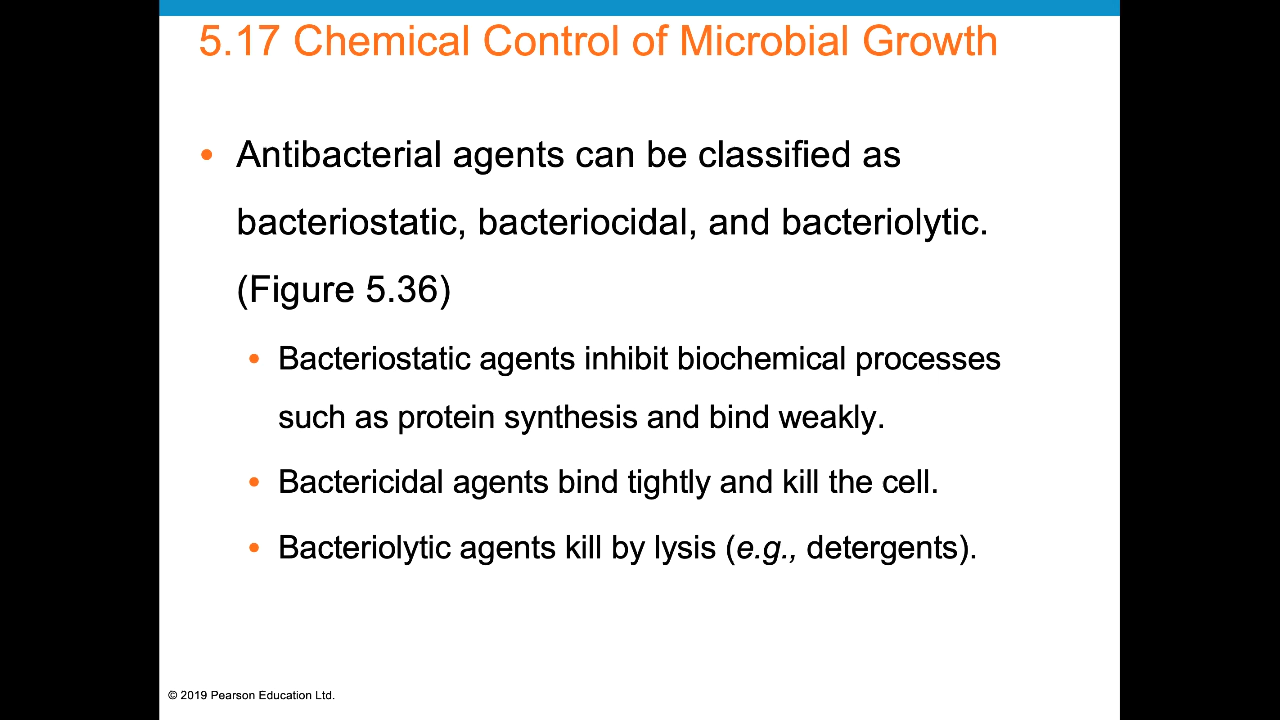 5.17 Chemical Control of Microbial Growth
• Antibacterial agents can be classified as
bacteriostatic, bacteriocidal, and bacteriolytic.
(Figure 5.36)
• Bacteriostatic agents inhibit biochemical processes
such as protein synthesis and bind weakly.
• Bactericidal agents bind tightly and kill the cell.
• Bacteriolytic agents kill by lysis (e.g., detergents).
© 2019 Pearson Education Ltd.